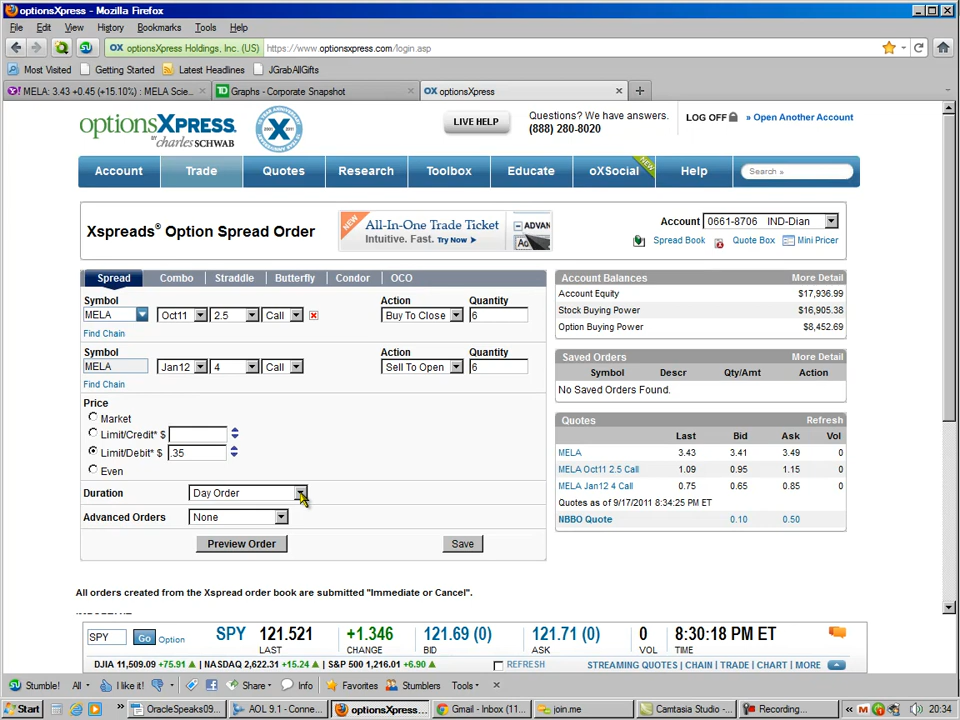 optionsXpress - Mozilla Firefox
File Edit View History Bookmarks Tools Help
OX optionsXpress Holdings, Inc. (US) https://www.optionsxpress.com/login.asp
Most Visited Getting Started Latest Headlines JGrabAllGifts
MELA: 3.43 +0.45 (+15.10%) : MELA Scie... Graphs - Corporate Snapshot OX optionsXpress
optionsXpress BY charles SCHWAB
LIVE HELP
Questions? We have answers.
(888) 280-8020
LOG OFF » Open Another Account
Account Trade Quotes Research Toolbox Educate oXSocial NEW Help Search »
Xspreads® Option Spread Order
NEW All-In-One Trade Ticket
Intuitive. Fast. Try Now ►
ADVAN
Account 0661-8706 IND-Dian
Spread Book Quote Box Mini Pricer
Spread Combo Straddle Butterfly Condor OCO
Symbol Action Quantity
MELA Oct11 2.5 Call Buy To Close 6
Find Chain
Symbol Action Quantity
MELA Jan12 4 Call Sell To Open 6
Find Chain
Price
Market
Limit/Credit* $
Limit/Debit* $ .35
Even
Duration Day Order
Advanced Orders None
Preview Order Save
Account Balances More Detail
Account Equity $17,936.99
Stock Buying Power $16,905.38
Option Buying Power $8,452.69
Saved Orders More Detail
Symbol Descr Qty/Amt Action
No Saved Orders Found.
Quotes Refresh
Last Bid Ask Vol
MELA 3.43 3.41 3.49 0
MELA Oct11 2.5 Call 1.09 0.95 1.15 0
MELA Jan12 4 Call 0.75 0.65 0.85 0
Quotes as of 9/17/2011 8:34:25 PM ET
NBBO Quote 0.10 0.50
All orders created from the Xspread order book are submitted "Immediate or Cancel".
SPY Go Option SPY 121.521 +1.346 121.69 (0) 121.71 (0) 0 8:30:18 PM ET
LAST CHANGE BID ASK VOL TIME
DJIA 11,509.09 +75.91 ▲ | NASDAQ 2,622.31 +15.24 ▲ | S&P 500 1,216.01 +6.90 ▲ REFRESH STREAMING QUOTES | CHAIN | TRADE | CHART | MORE
Stumble! All I like it! Share Info Favorites Stumblers Tools
Start OracleSpeaks09... AOL 9.1 - Conne... optionsXpress... Gmail - Inbox (11... join.me Camtasia Studio -... Recording... 20:34